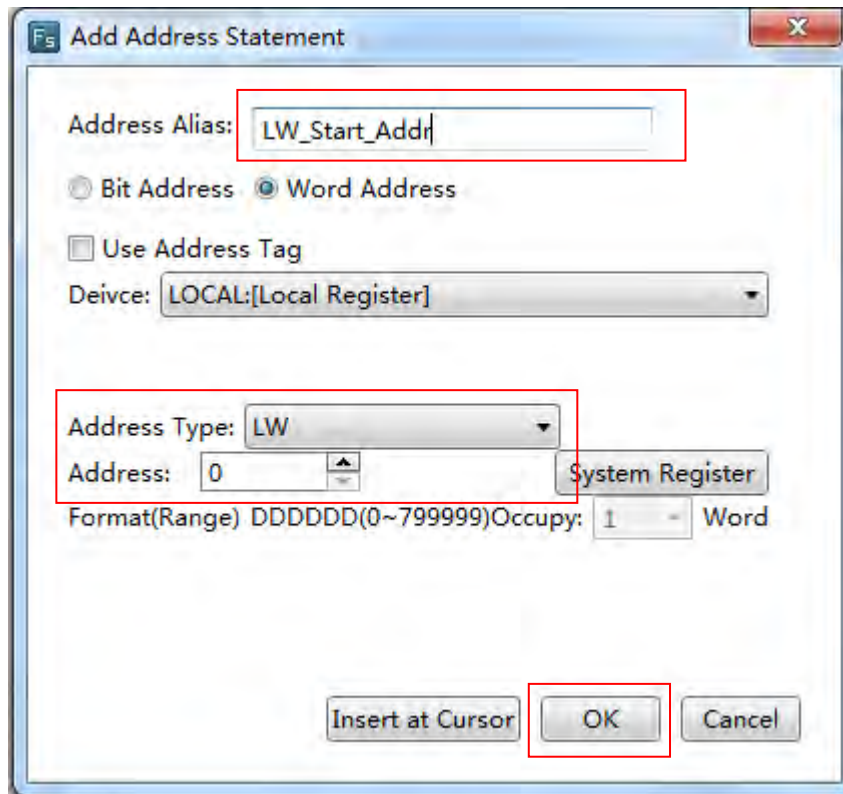 Fs Add Address Statement
Address Alias: LW_Start_Addr
Bit Address Word Address
Use Address Tag
Deivce: LOCAL:[Local Register]
Address Type: LW
Address: 0 System Register
Format(Range) DDDDDD(0~799999)Occupy: 1 Word
Insert at Cursor OK Cancel